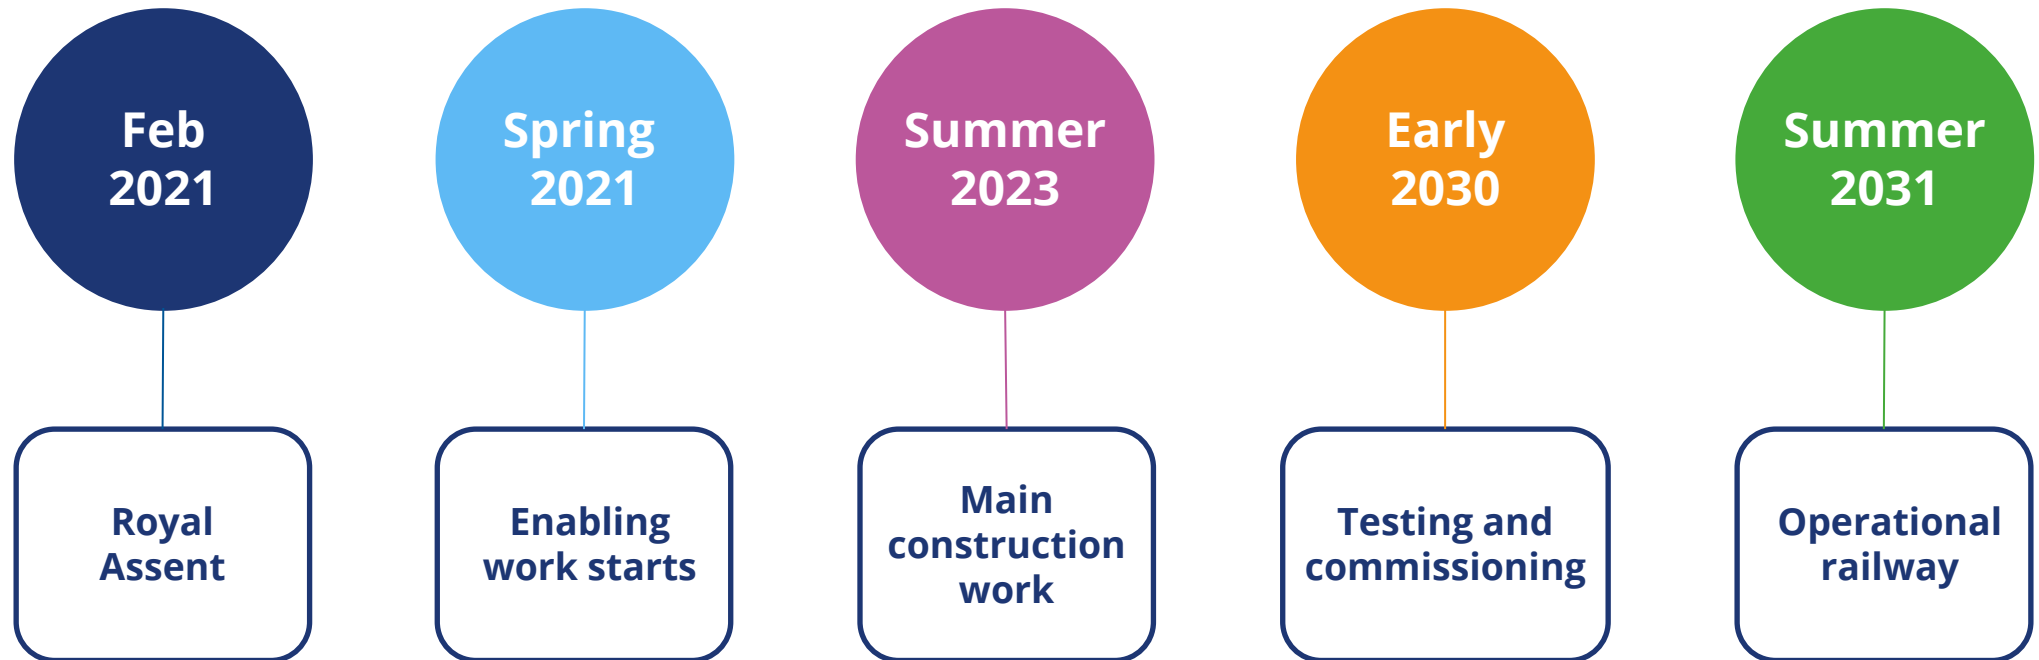 Feb
2021
Spring
2021
Summer
2023
Early
2030
Summer
2031
Royal
Assent
Enabling
work starts
Main
construction
work
Testing and
commissioning
Operational
railway